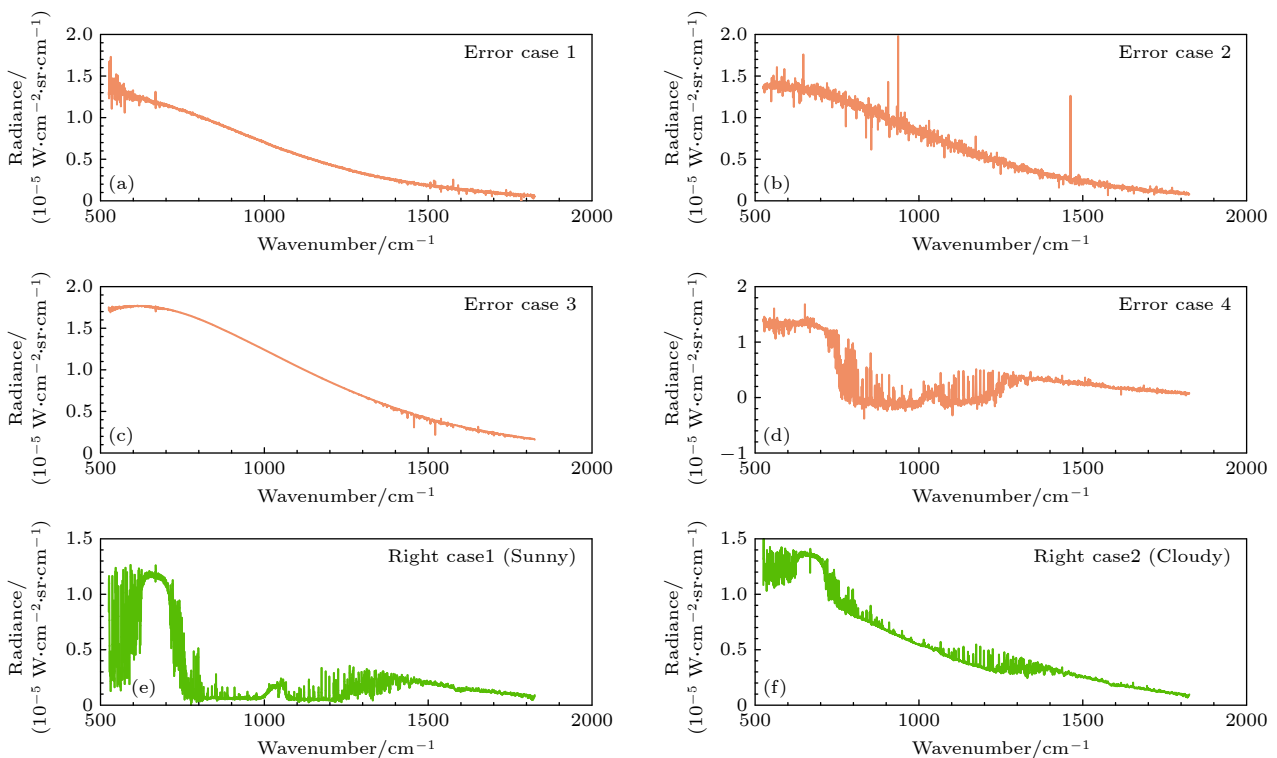 Radiance/
(10⁻⁵ W·cm⁻²·sr·cm⁻¹)
2.0
1.5
1.0
0.5
0
Error case 1
(a)
500 1000 1500 2000
Wavenumber/cm⁻¹
Radiance/
(10⁻⁵ W·cm⁻²·sr·cm⁻¹)
2.0
1.5
1.0
0.5
0
Error case 2
(b)
500 1000 1500 2000
Wavenumber/cm⁻¹
Radiance/
(10⁻⁵ W·cm⁻²·sr·cm⁻¹)
2.0
1.5
1.0
0.5
0
Error case 3
(c)
500 1000 1500 2000
Wavenumber/cm⁻¹
Radiance/
(10⁻⁵ W·cm⁻²·sr·cm⁻¹)
2
1
0
−1
Error case 4
(d)
500 1000 1500 2000
Wavenumber/cm⁻¹
Radiance/
(10⁻⁵ W·cm⁻²·sr·cm⁻¹)
1.5
1.0
0.5
0
Right case1 (Sunny)
(e)
500 1000 1500 2000
Wavenumber/cm⁻¹
Radiance/
(10⁻⁵ W·cm⁻²·sr·cm⁻¹)
1.5
1.0
0.5
0
Right case2 (Cloudy)
(f)
500 1000 1500 2000
Wavenumber/cm⁻¹